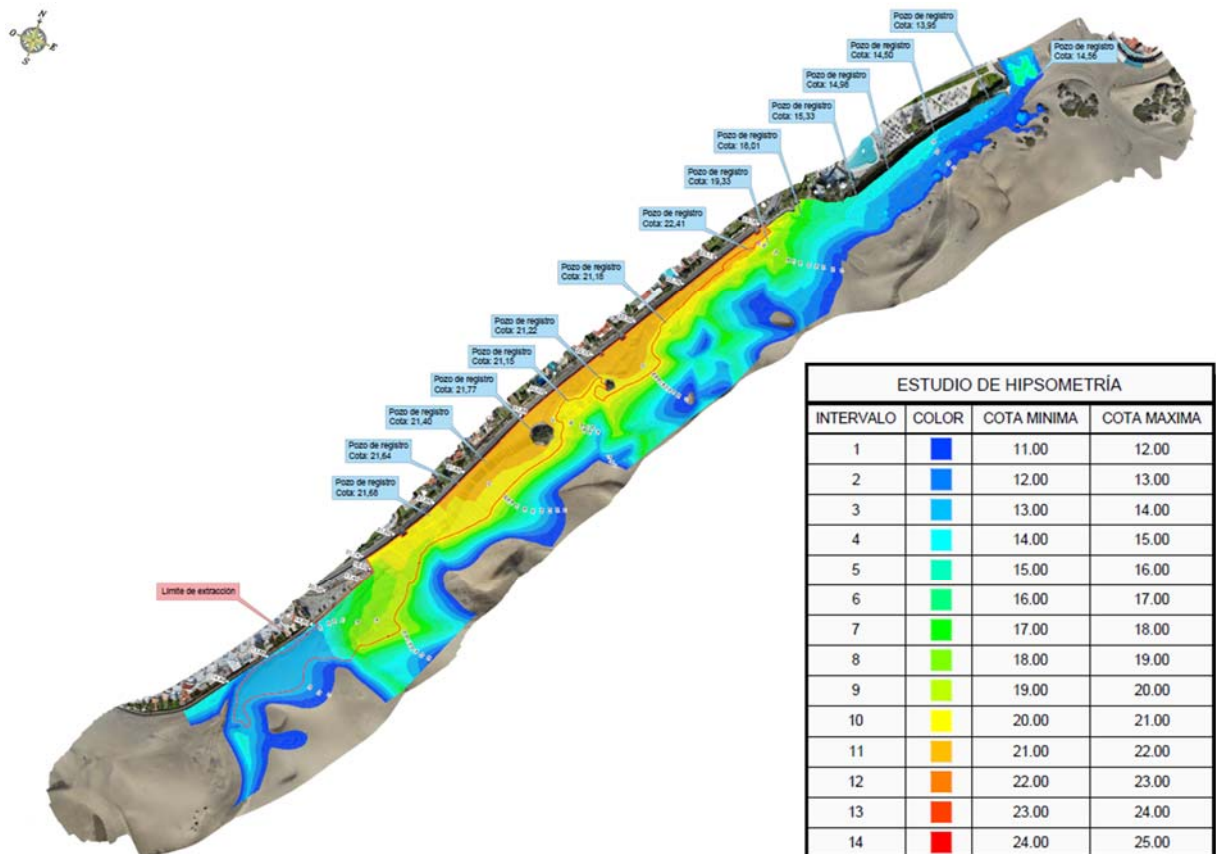 N
O
E
S
Pozo de registro
Cota: 13,95
Pozo de registro
Cota: 14,50
Pozo de registro
Cota: 14,56
Pozo de registro
Cota: 14,98
Pozo de registro
Cota: 15,33
Pozo de registro
Cota: 18,01
Pozo de registro
Cota: 19,33
Pozo de registro
Cota: 22,41
Pozo de registro
Cota: 21,18
Pozo de registro
Cota: 21,22
Pozo de registro
Cota: 21,15
Pozo de registro
Cota: 21,77
Pozo de registro
Cota: 21,40
Pozo de registro
Cota: 21,64
Pozo de registro
Cota: 21,68
Límite de extracción
ESTUDIO DE HIPSOMETRÍA
INTERVALO COLOR COTA MINIMA COTA MAXIMA
1 11.00 12.00
2 12.00 13.00
3 13.00 14.00
4 14.00 15.00
5 15.00 16.00
6 16.00 17.00
7 17.00 18.00
8 18.00 19.00
9 19.00 20.00
10 20.00 21.00
11 21.00 22.00
12 22.00 23.00
13 23.00 24.00
14 24.00 25.00